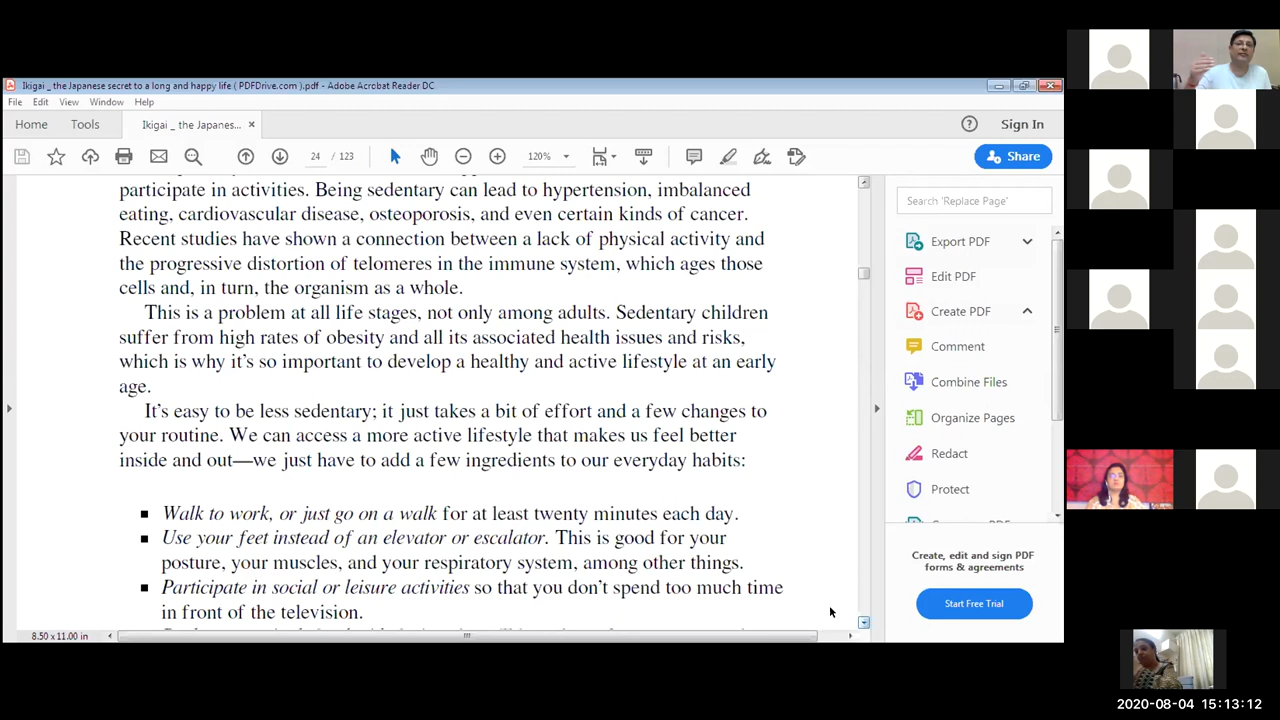 Ikigai _ the Japanese secret to a long and happy life ( PDFDrive.com ).pdf - Adobe Acrobat Reader DC
File Edit View Window Help
Home Tools Ikigai _ the Japanes... × Sign In
24 / 123 120% Share
participate in activities. Being sedentary can lead to hypertension, imbalanced
eating, cardiovascular disease, osteoporosis, and even certain kinds of cancer.
Recent studies have shown a connection between a lack of physical activity and
the progressive distortion of telomeres in the immune system, which ages those
cells and, in turn, the organism as a whole.
This is a problem at all life stages, not only among adults. Sedentary children
suffer from high rates of obesity and all its associated health issues and risks,
which is why it’s so important to develop a healthy and active lifestyle at an early
age.
It’s easy to be less sedentary; it just takes a bit of effort and a few changes to
your routine. We can access a more active lifestyle that makes us feel better
inside and out—we just have to add a few ingredients to our everyday habits:
■ Walk to work, or just go on a walk for at least twenty minutes each day.
■ Use your feet instead of an elevator or escalator. This is good for your
posture, your muscles, and your respiratory system, among other things.
■ Participate in social or leisure activities so that you don’t spend too much time
in front of the television.
8.50 x 11.00 in
Search 'Replace Page'
Export PDF
Edit PDF
Create PDF
Comment
Combine Files
Organize Pages
Redact
Protect
Create, edit and sign PDF
forms & agreements
Start Free Trial
2020-08-04 15:13:12